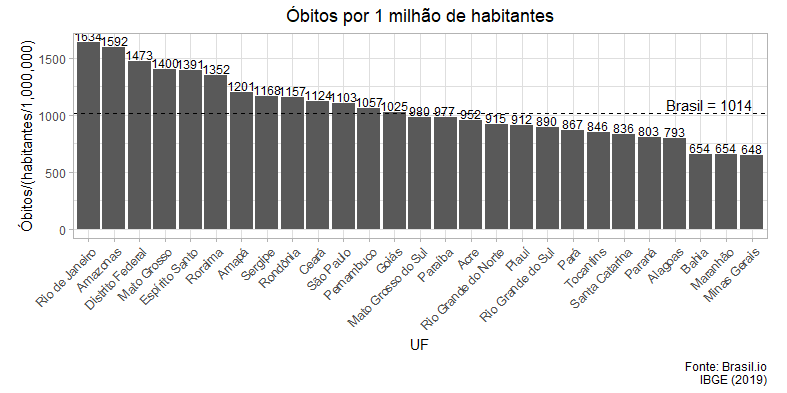 Óbitos por 1 milhão de habitantes
Óbitos/(habitantes/1,000,000)
1500
1000
500
0
1634
1592
1473
1400
1391
1352
1201
1168
1157
1124
1103
1057
1025
980
977
952
915
912
890
867
846
836
803
793
654
654
648
Brasil = 1014
Rio de Janeiro
Amazonas
Distrito Federal
Mato Grosso
Espírito Santo
Roraima
Amapá
Sergipe
Rondônia
Ceará
São Paulo
Pernambuco
Goiás
Mato Grosso do Sul
Paraíba
Acre
Rio Grande do Norte
Piauí
Rio Grande do Sul
Pará
Tocantins
Santa Catarina
Paraná
Alagoas
Bahia
Maranhão
Minas Gerais
UF
Fonte: Brasil.io
IBGE (2019)